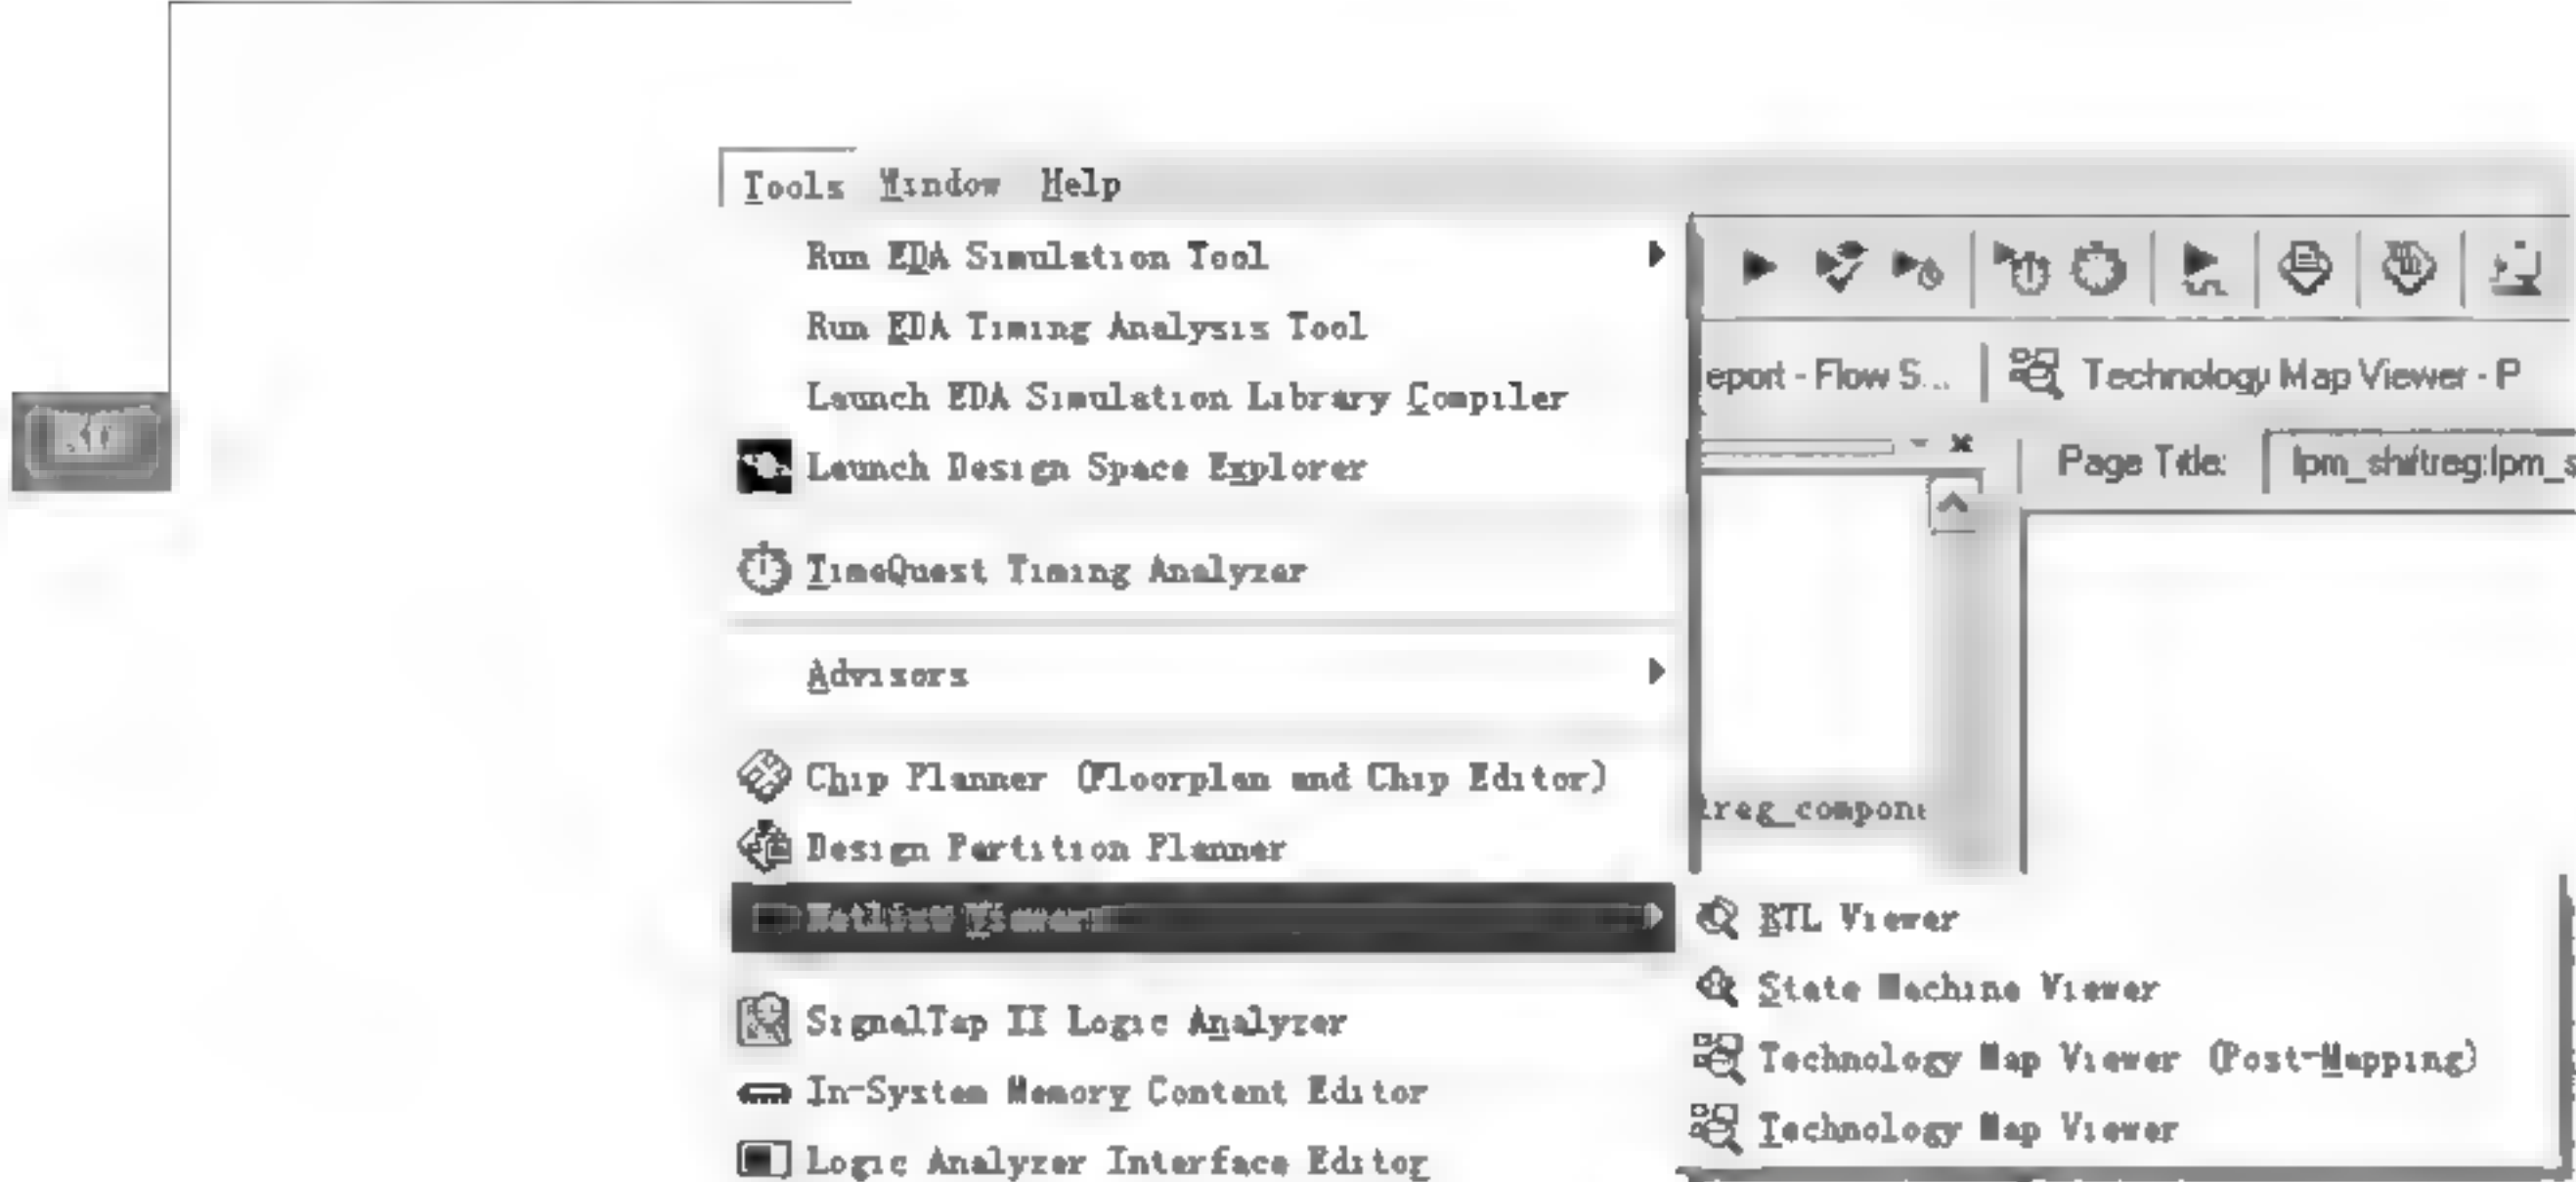 Tools Window Help
Run EDA Simulation Tool
Run EDA Timing Analysis Tool
Launch EDA Simulation Library Compiler
Launch Design Space Explorer
TimeQuest Timing Analyzer
Advisors
Chip Planner (Floorplan and Chip Editor)
Design Partition Planner
Netlist Viewers
SignalTap II Logic Analyzer
In-System Memory Content Editor
Logic Analyzer Interface Editor
eport - Flow S...
Technology Map Viewer - P
Page Title: lpm_shiftreg:lpm_s
treg_compone
RTL Viewer
State Machine Viewer
Technology Map Viewer (Post-Mapping)
Technology Map Viewer